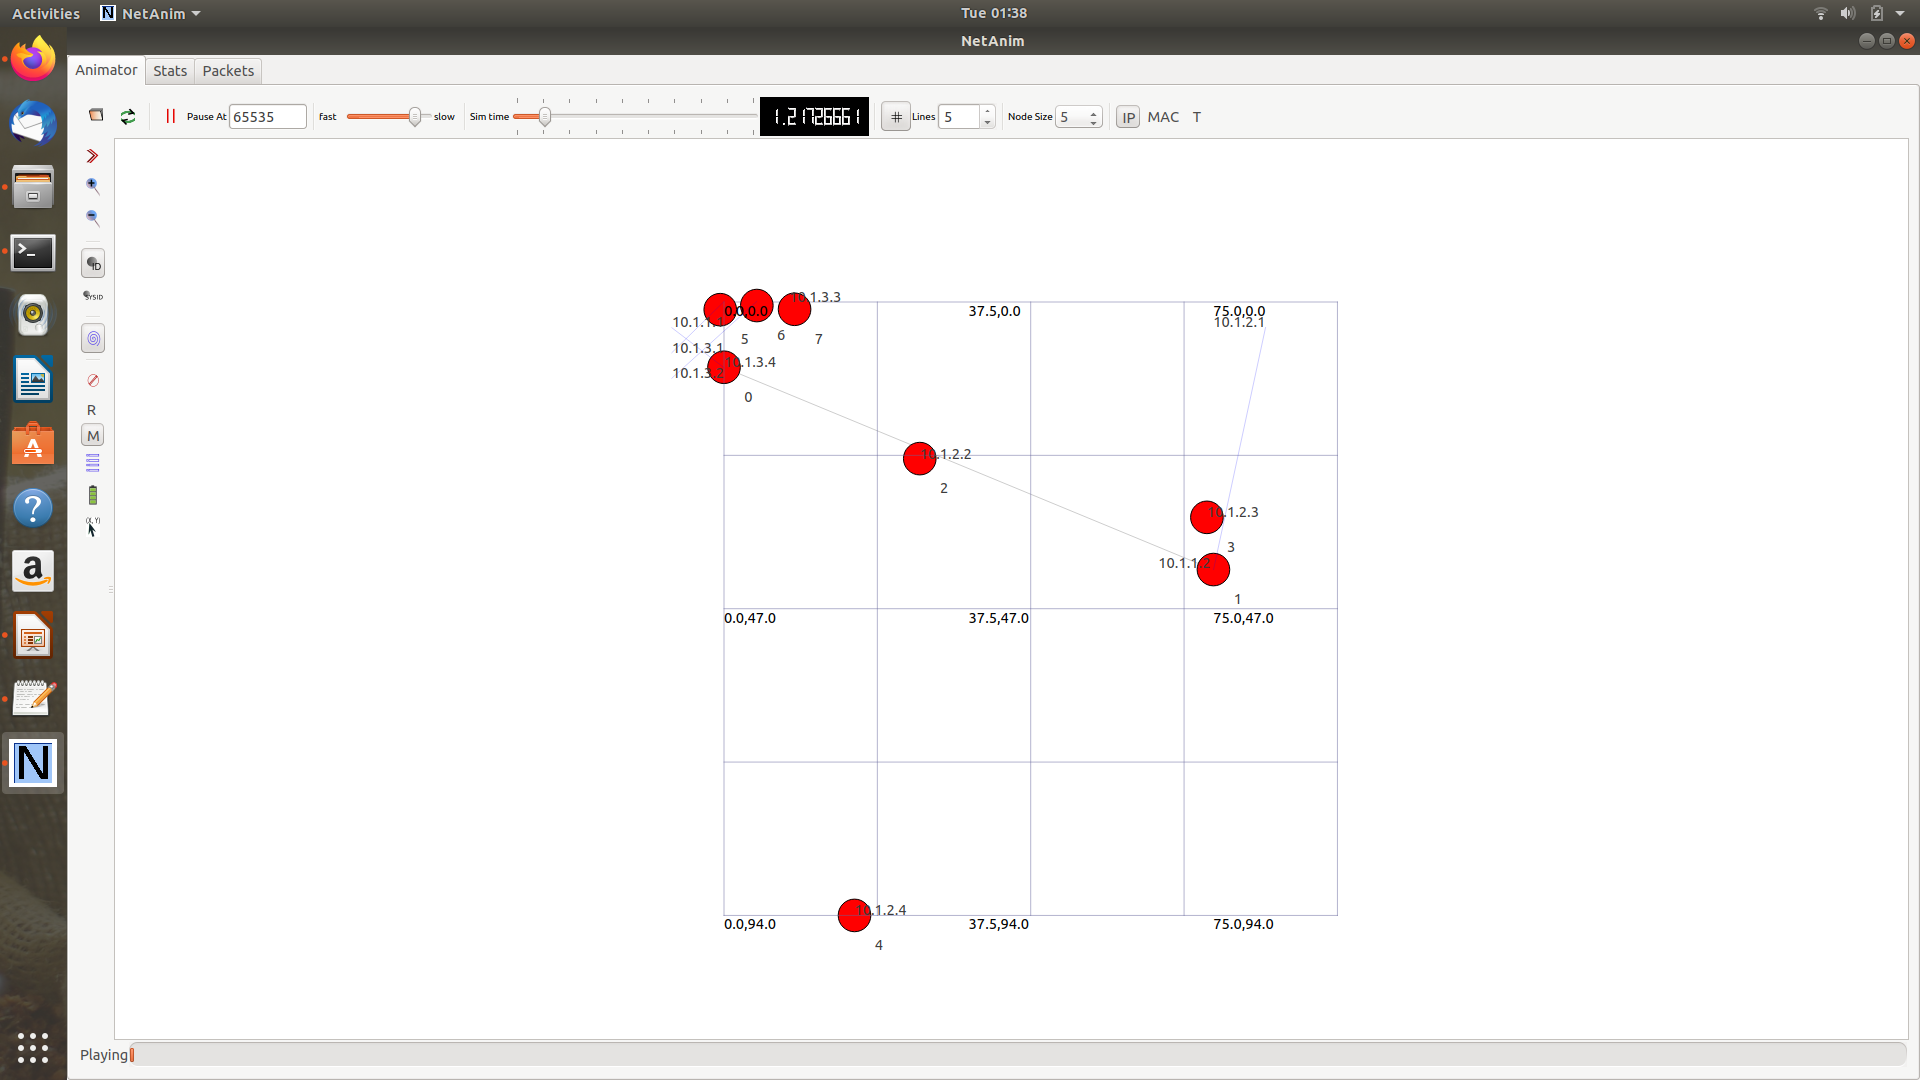 Activities NetAnim Tue 01:38
NetAnim
Animator Stats Packets
Pause At 65535 fast slow Sim time 1.21726661 Lines 5 Node Size 5 IP MAC T
ID
SYSID
R
M
(X, Y)
0.0,0.0 10.1.3.3 37.5,0.0 75.0,0.0
10.1.1.1 10.1.2.1
5 6 7
10.1.3.1
10.1.3.4
10.1.3.2
0
10.1.2.2
2
10.1.2.3
3
10.1.1.2
1
0.0,47.0 37.5,47.0 75.0,47.0
10.1.2.4
0.0,94.0 37.5,94.0 75.0,94.0
4
Playing